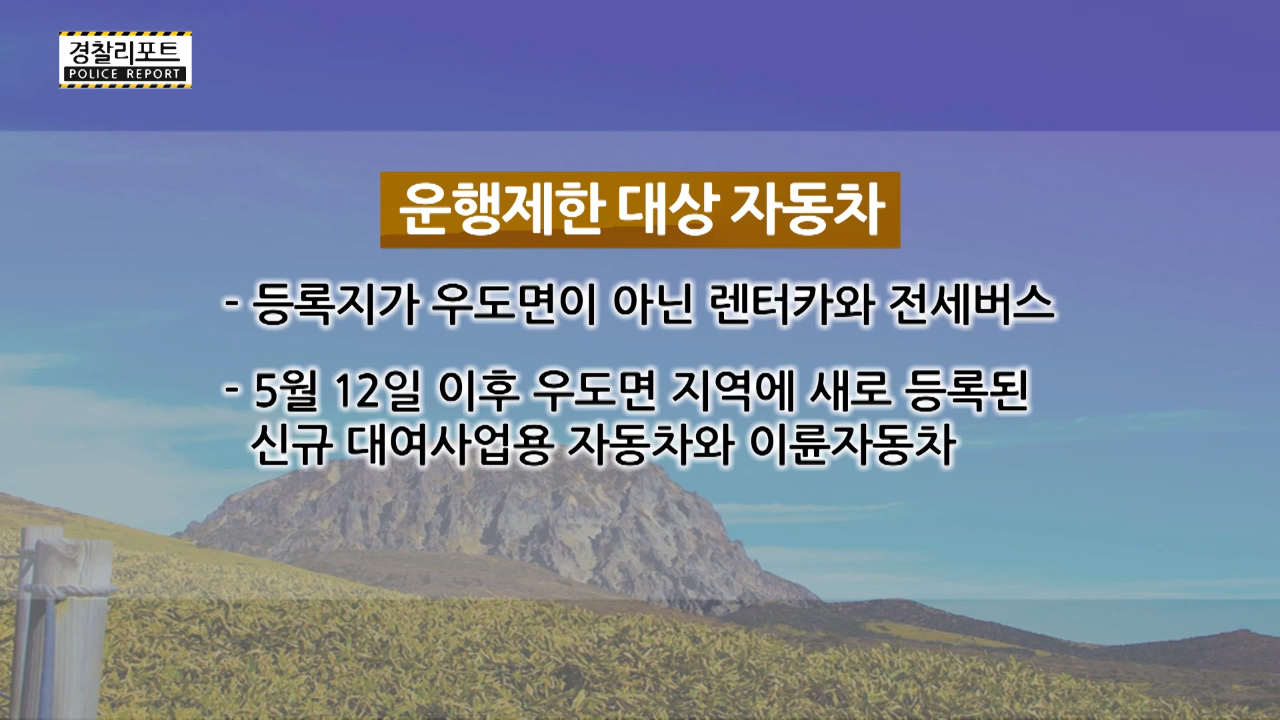 경찰리포트
POLICE REPORT
운행제한 대상 자동차
- 등록지가 우도면이 아닌 렌터카와 전세버스
- 5월 12일 이후 우도면 지역에 새로 등록된
신규 대여사업용 자동차와 이륜자동차